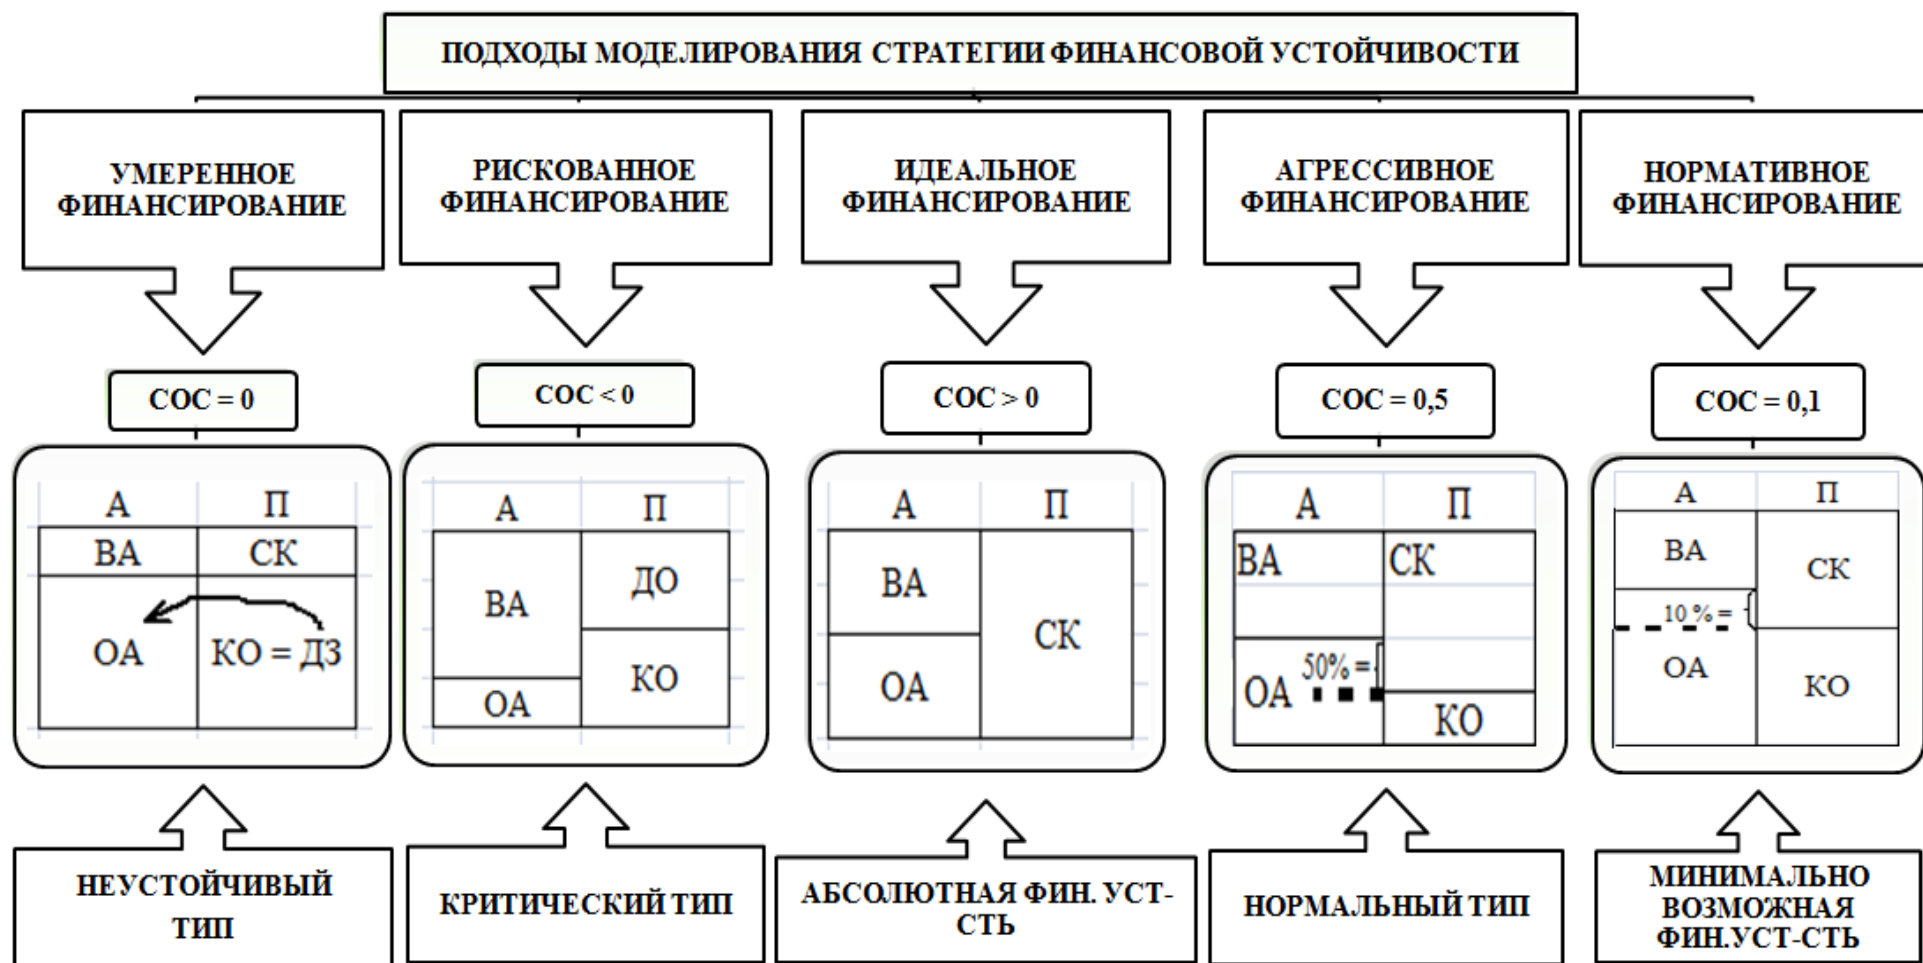 ПОДХОДЫ МОДЕЛИРОВАНИЯ СТРАТЕГИИ ФИНАНСОВОЙ УСТОЙЧИВОСТИ
УМЕРЕННОЕ
ФИНАНСИРОВАНИЕ
РИСКОВАННОЕ
ФИНАНСИРОВАНИЕ
ИДЕАЛЬНОЕ
ФИНАНСИРОВАНИЕ
АГРЕССИВНОЕ
ФИНАНСИРОВАНИЕ
НОРМАТИВНОЕ
ФИНАНСИРОВАНИЕ
СОС = 0
СОС < 0
СОС > 0
СОС = 0,5
СОС = 0,1
А П
ВА СК
ОА КО = ДЗ
А П
ВА ДО
ОА КО
А П
ВА СК
ОА
А П
ВА СК
50% =
ОА КО
А П
ВА СК
10 % =
ОА КО
НЕУСТОЙЧИВЫЙ
ТИП
КРИТИЧЕСКИЙ ТИП
АБСОЛЮТНАЯ ФИН. УСТ-
СТЬ
НОРМАЛЬНЫЙ ТИП
МИНИМАЛЬНО
ВОЗМОЖНАЯ
ФИН.УСТ-СТЬ